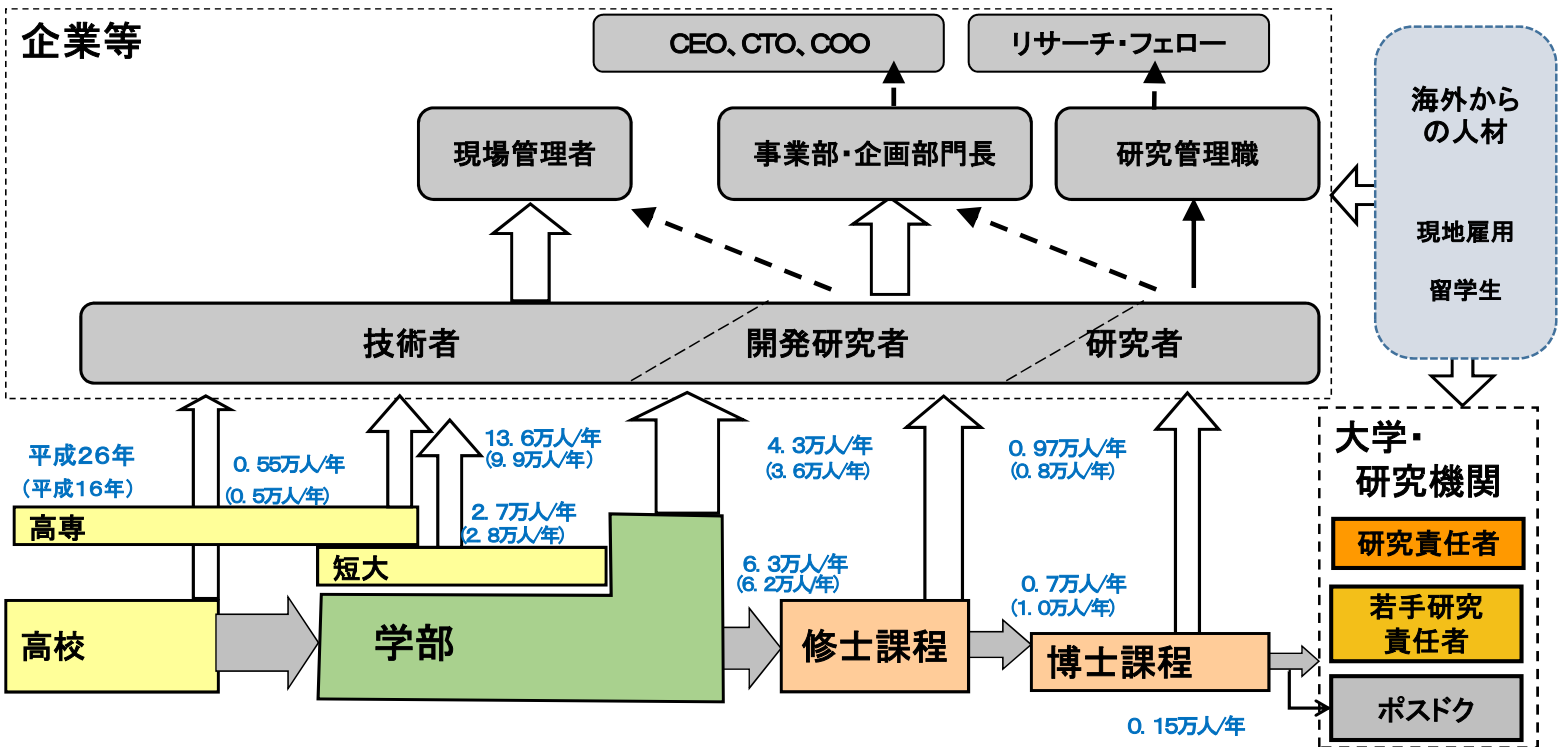 企業等
CEO、CTO、COO
リサーチ・フェロー
海外から
の人材
現地雇用
留学生
現場管理者
事業部・企画部門長
研究管理職
技術者
開発研究者
研究者
平成26年
(平成16年)
0.55万人/年
(0.5万人/年)
13.6万人/年
(9.9万人/年)
2.7万人/年
(2.8万人/年)
4.3万人/年
(3.6万人/年)
0.97万人/年
(0.8万人/年)
高専
短大
6.3万人/年
(6.2万人/年)
0.7万人/年
(1.0万人/年)
高校
学部
修士課程
博士課程
0.15万人/年
大学・
研究機関
研究責任者
若手研究
責任者
ポスドク